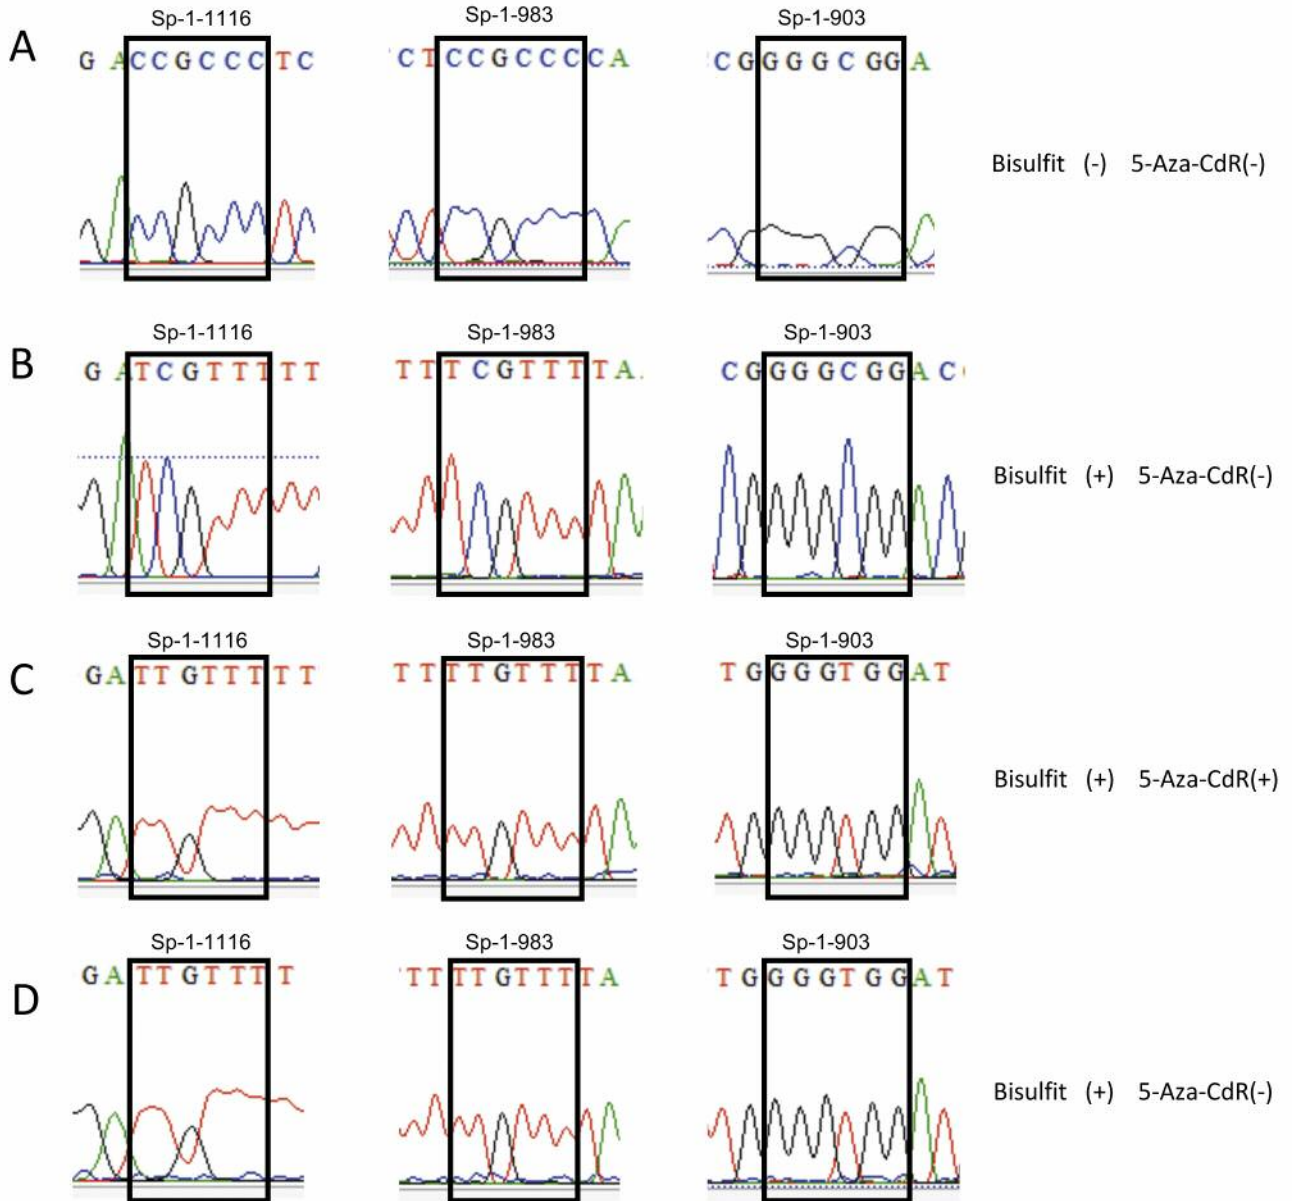 A
Sp-1-1116
Sp-1-983
Sp-1-903
G A C C G C C C T C
C T C C G C C C C A
C G G G G C G G A
Bisulfit (-) 5-Aza-CdR(-)
B
Sp-1-1116
Sp-1-983
Sp-1-903
G A T C G T T T T T
T T T C G T T T T A
C G G G G C G G A C
Bisulfit (+) 5-Aza-CdR(-)
C
Sp-1-1116
Sp-1-983
Sp-1-903
G A T T G T T T T T
T T T T G T T T T A
T G G G G T G G A T
Bisulfit (+) 5-Aza-CdR(+)
D
Sp-1-1116
Sp-1-983
Sp-1-903
G A T T G T T T T
T T T T G T T T T A
T G G G G T G G A T
Bisulfit (+) 5-Aza-CdR(-)